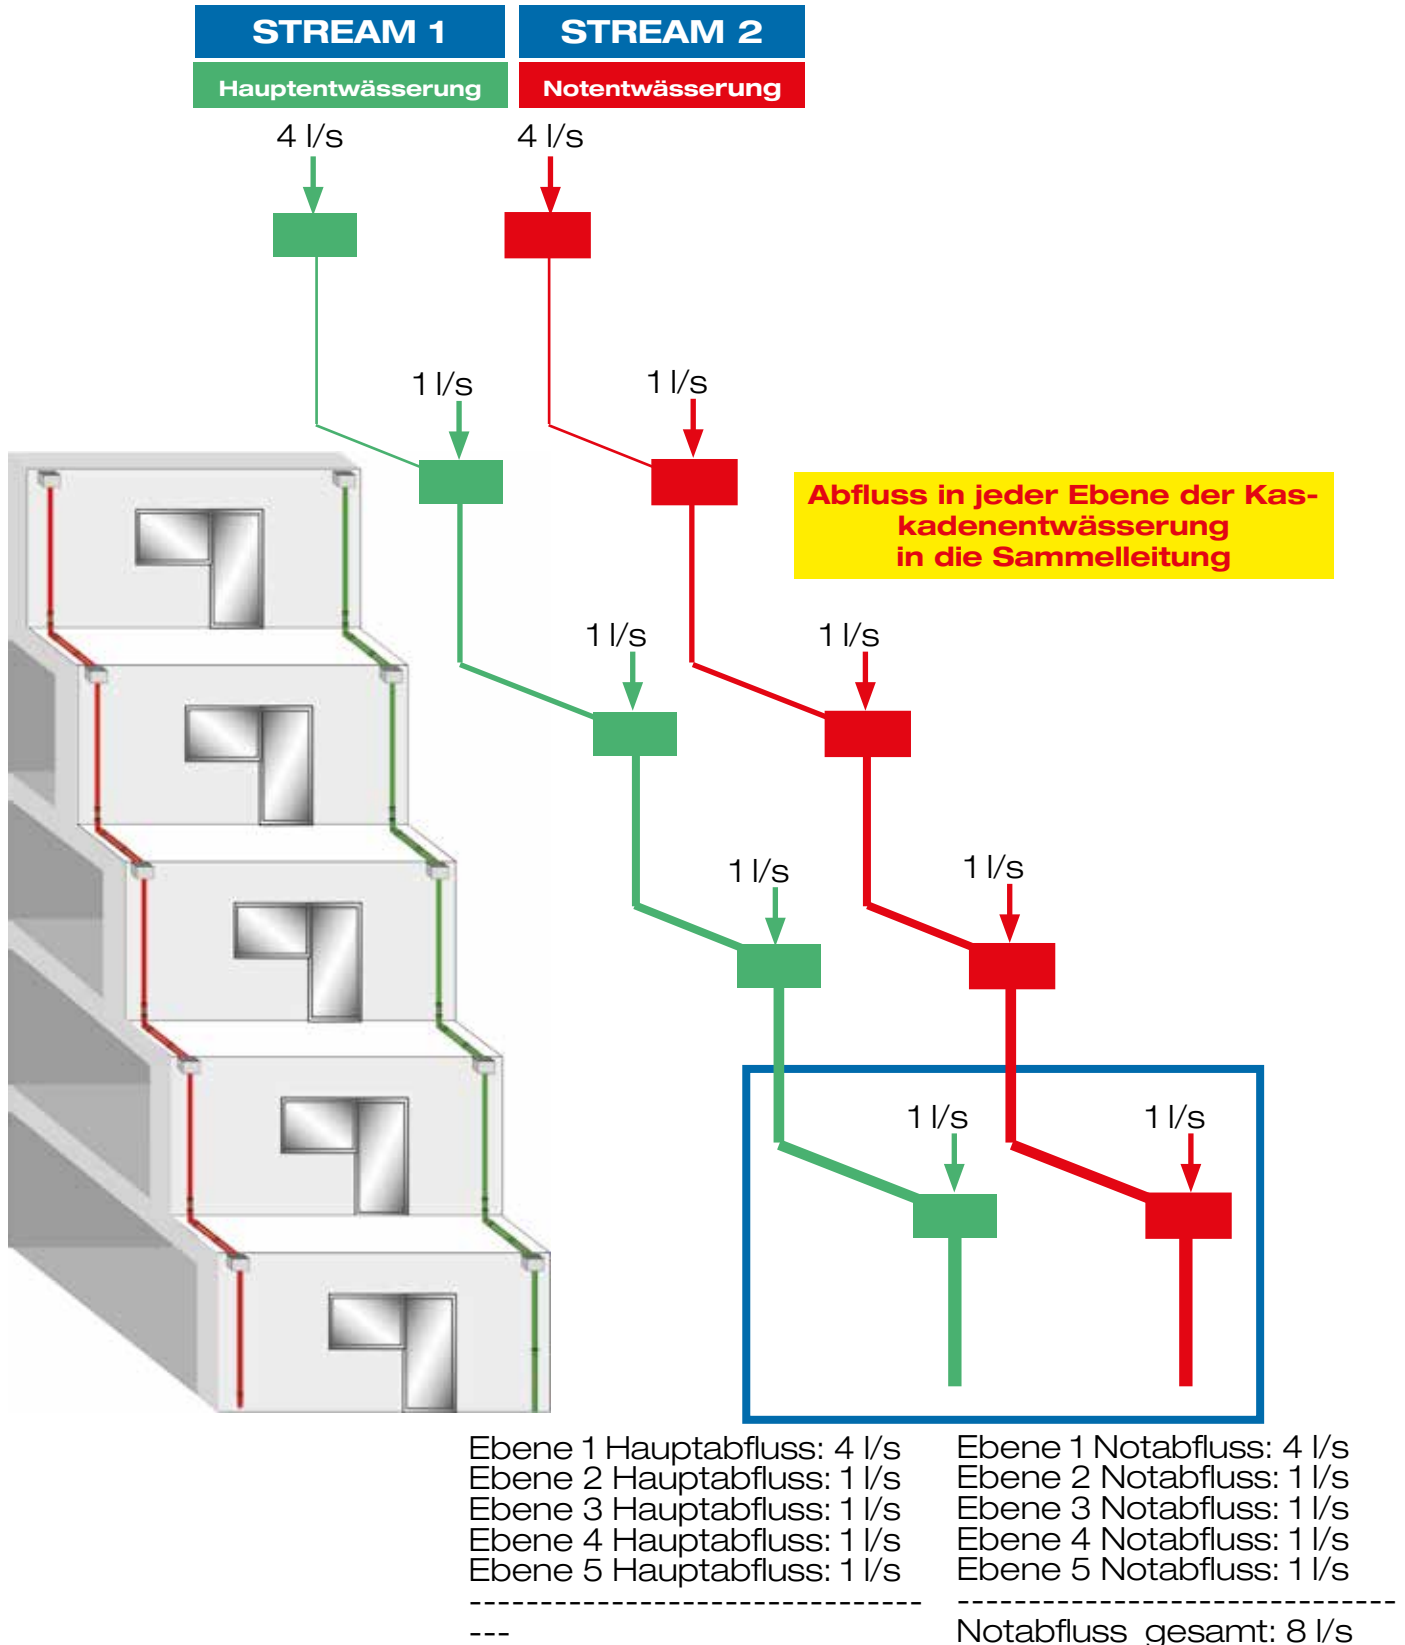 STREAM 1
STREAM 2
Hauptentwässerung
Notentwässerung
4 l/s
4 l/s
1 l/s
1 l/s
Abfluss in jeder Ebene der Kas-
kadenentwässerung
in die Sammelleitung
1 l/s
1 l/s
1 l/s
1 l/s
1 l/s
1 l/s
Ebene 1 Hauptabfluss: 4 l/s
Ebene 2 Hauptabfluss: 1 l/s
Ebene 3 Hauptabfluss: 1 l/s
Ebene 4 Hauptabfluss: 1 l/s
Ebene 5 Hauptabfluss: 1 l/s
--------------------------------
---
Ebene 1 Notabfluss: 4 l/s
Ebene 2 Notabfluss: 1 l/s
Ebene 3 Notabfluss: 1 l/s
Ebene 4 Notabfluss: 1 l/s
Ebene 5 Notabfluss: 1 l/s
-------------------------------
Notabfluss gesamt: 8 l/s